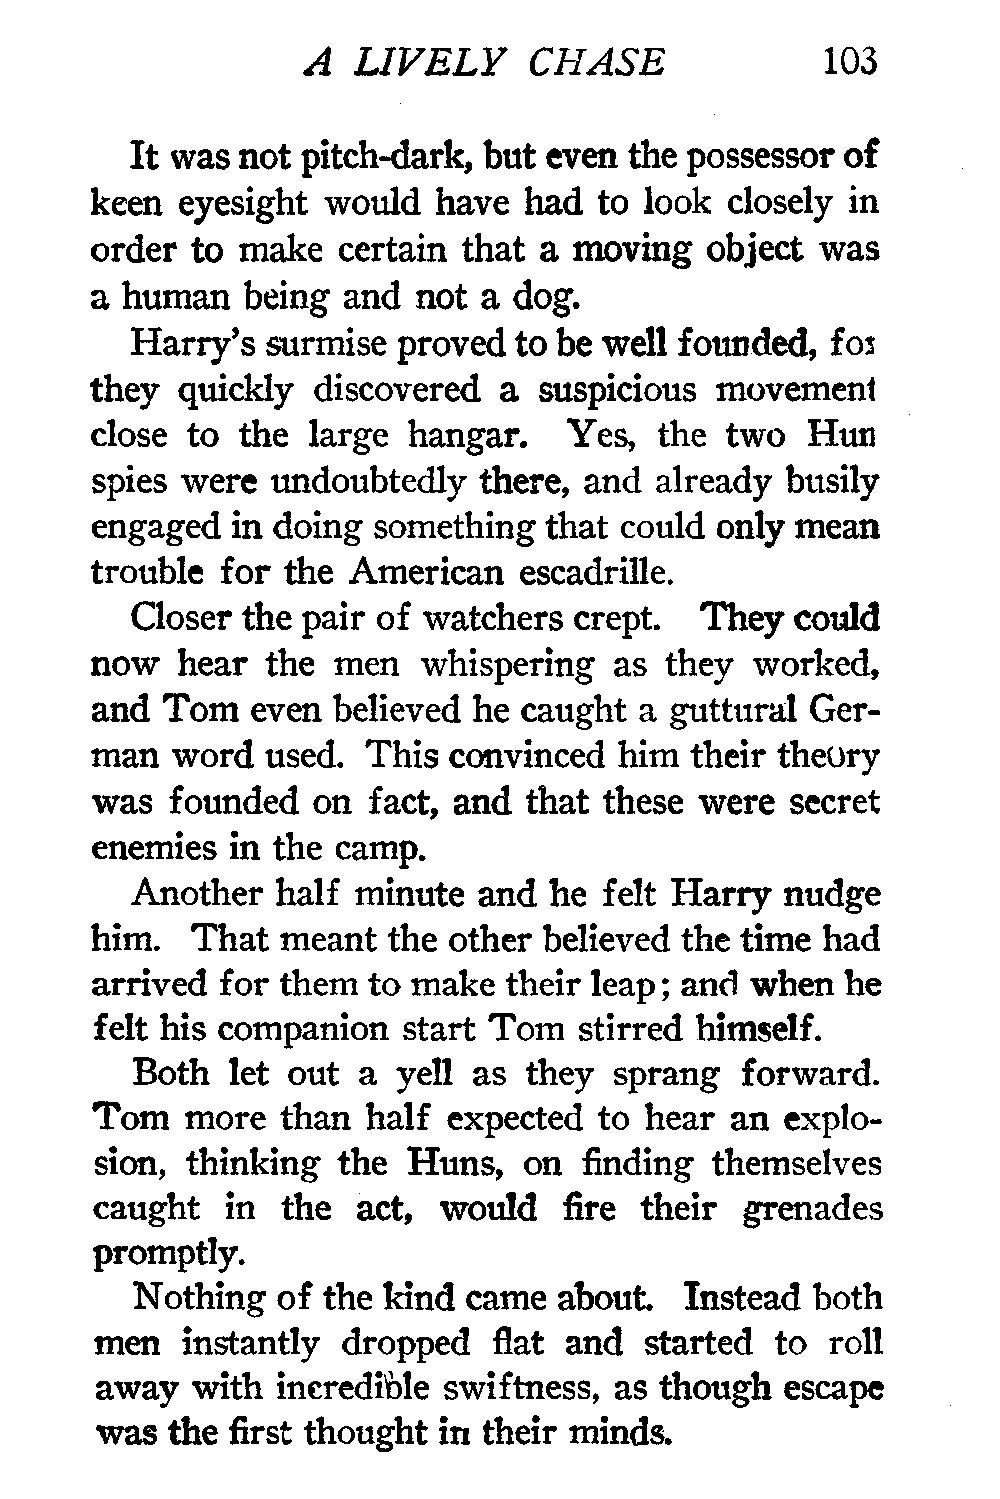 A LIVELY CHASE 103
It was not pitch-dark, but even the possessor of
keen eyesight would have had to look closely in
order to make certain that a moving object was
a human being and not a dog.
Harry's surmise proved to be well founded, for
they quickly discovered a suspicious movement
close to the large hangar. Yes, the two Hun
spies were undoubtedly there, and already busily
engaged in doing something that could only mean
trouble for the American escadrille.
Closer the pair of watchers crept. They could
now hear the men whispering as they worked,
and Tom even believed he caught a guttural Ger-
man word used. This convinced him their theory
was founded on fact, and that these were secret
enemies in the camp.
Another half minute and he felt Harry nudge
him. That meant the other believed the time had
arrived for them to make their leap; and when he
felt his companion start Tom stirred himself.
Both let out a yell as they sprang forward.
Tom more than half expected to hear an explo-
sion, thinking the Huns, on finding themselves
caught in the act, would fire their grenades
promptly.
Nothing of the kind came about. Instead both
men instantly dropped flat and started to roll
away with incredible swiftness, as though escape
was the first thought in their minds.